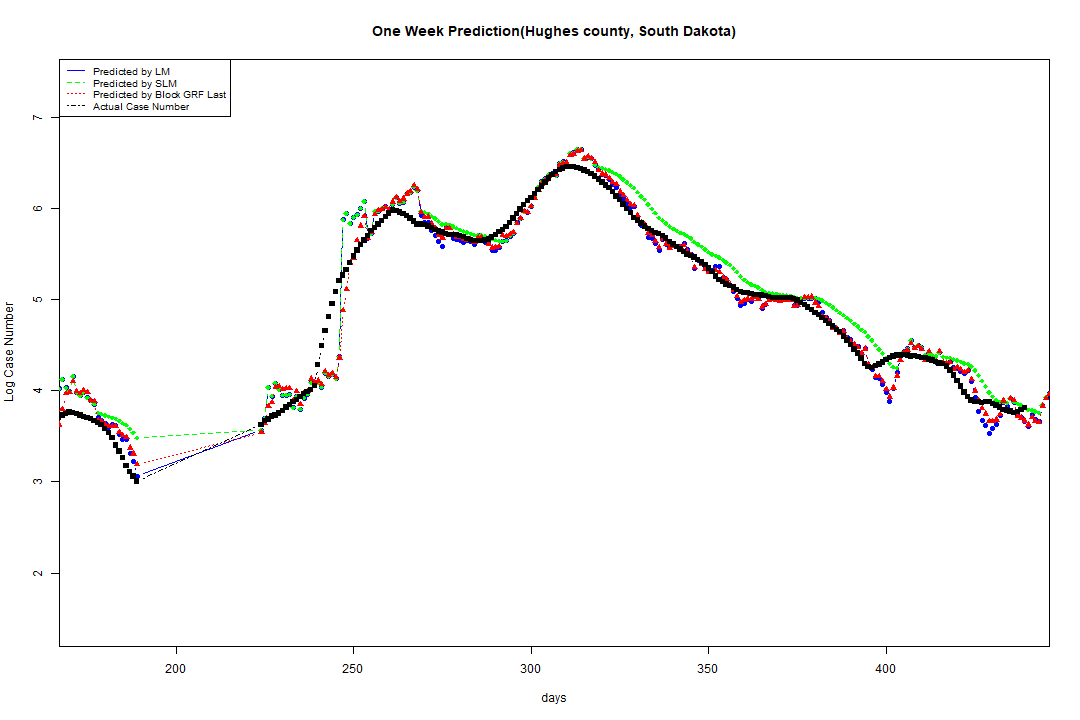 One Week Prediction(Hughes county, South Dakota)
Predicted by LM
Predicted by SLM
Predicted by Block GRF Last
Actual Case Number
Log Case Number
7
6
5
4
3
2
200
250
300
350
400
days